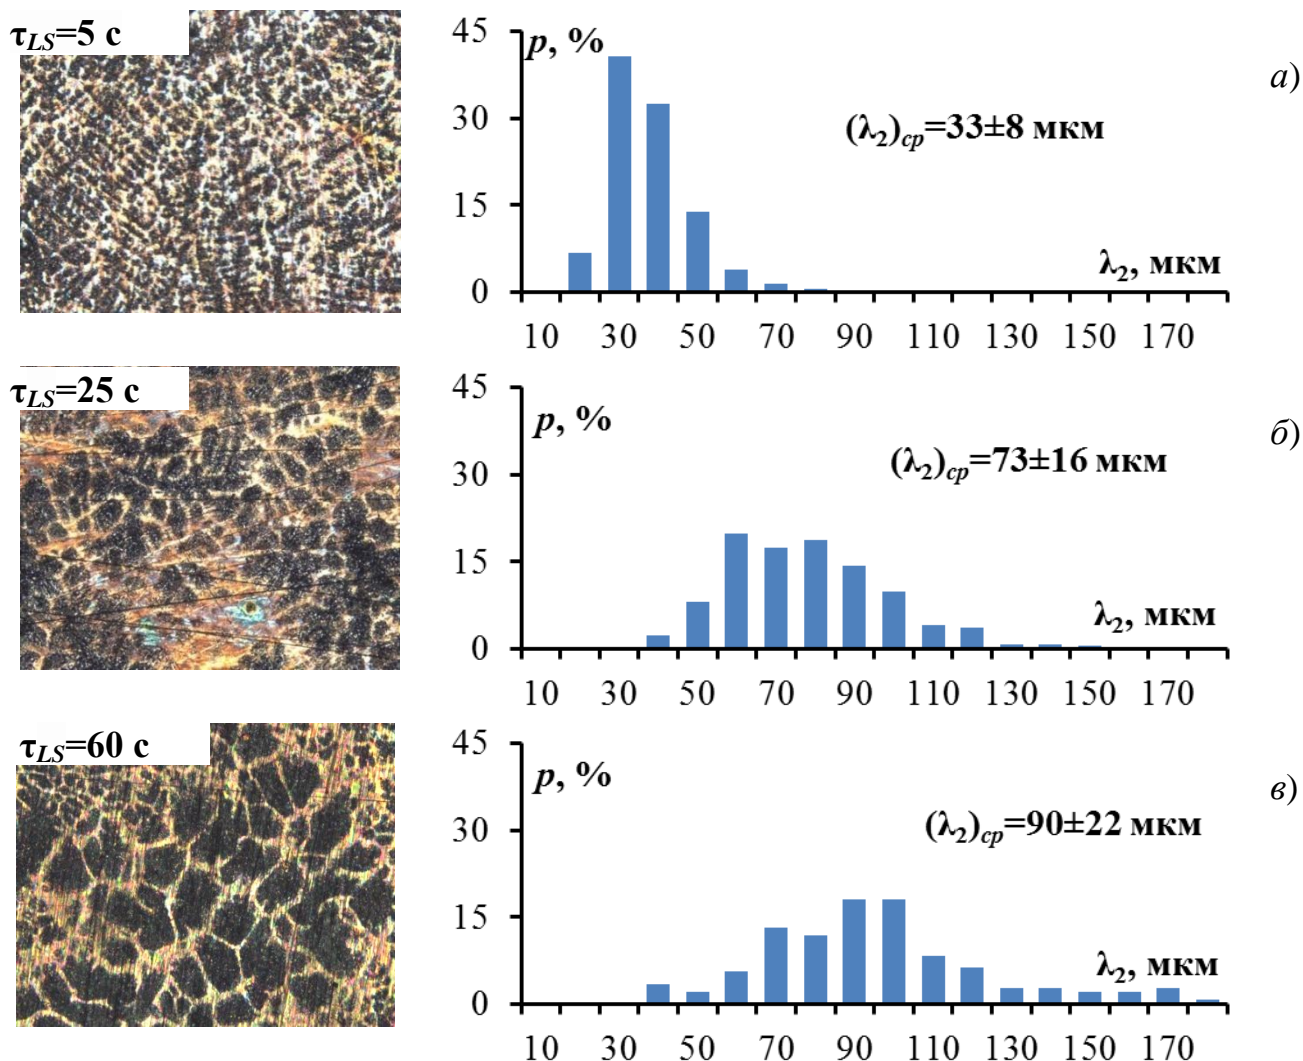 τLS=5 с
45
30
15
0
p, %
(λ2)ср=33±8 мкм
λ2, мкм
10 30 50 70 90 110 130 150 170
а)
τLS=25 с
45
30
15
0
p, %
(λ2)ср=73±16 мкм
λ2, мкм
10 30 50 70 90 110 130 150 170
б)
τLS=60 с
45
30
15
0
p, %
(λ2)ср=90±22 мкм
λ2, мкм
10 30 50 70 90 110 130 150 170
в)